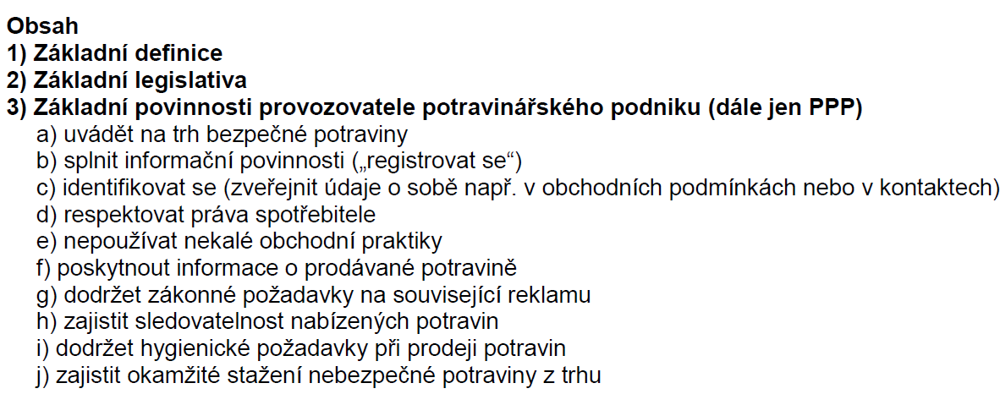 Obsah
1) Základní definice
2) Základní legislativa
3) Základní povinnosti provozovatele potravinářského podniku (dále jen PPP)
a) uvádět na trh bezpečné potraviny
b) splnit informační povinnosti („registrovat se“)
c) identifikovat se (zveřejnit údaje o sobě např. v obchodních podmínkách nebo v kontaktech)
d) respektovat práva spotřebitele
e) nepoužívat nekalé obchodní praktiky
f) poskytnout informace o prodávané potravině
g) dodržet zákonné požadavky na související reklamu
h) zajistit sledovatelnost nabízených potravin
i) dodržet hygienické požadavky při prodeji potravin
j) zajistit okamžité stažení nebezpečné potraviny z trhu